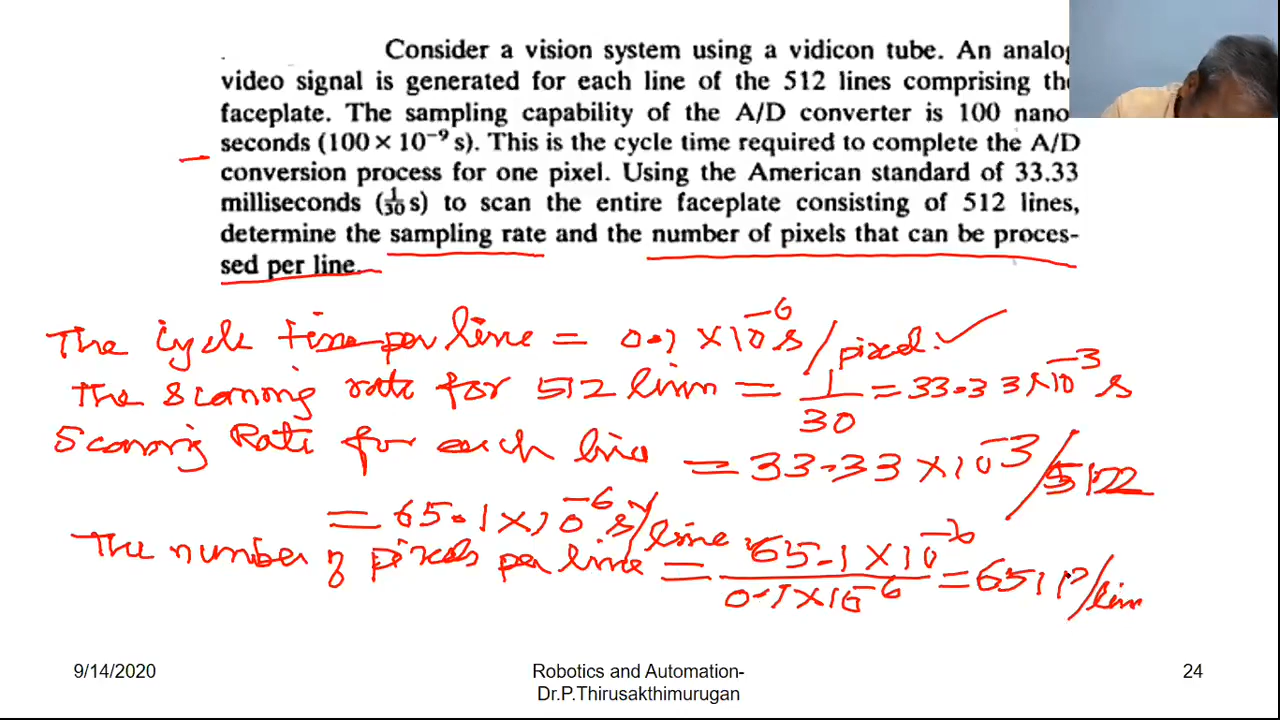 Consider a vision system using a vidicon tube. An analog
video signal is generated for each line of the 512 lines comprising the
faceplate. The sampling capability of the A/D converter is 100 nano
seconds (100 × 10⁻⁹ s). This is the cycle time required to complete the A/D
conversion process for one pixel. Using the American standard of 33.33
milliseconds (1/30 s) to scan the entire faceplate consisting of 512 lines,
determine the sampling rate and the number of pixels that can be proces-
sed per line.
The Cycle time per line = 0.1 × 10⁻⁶ s/pixel. ✓
The Scanning rate for 512 lines = 1/30 = 33.33 × 10⁻³ s
Scanning Rate for each line = 33.33 × 10⁻³ /
= 65.1 × 10⁻⁶ s/line
The number of pixels per line = 65.1 × 10⁻⁶ / 0.1 × 10⁻⁶ = 651 P/line
9/14/2020
Robotics and Automation-
Dr.P.Thirusakthimurugan
24